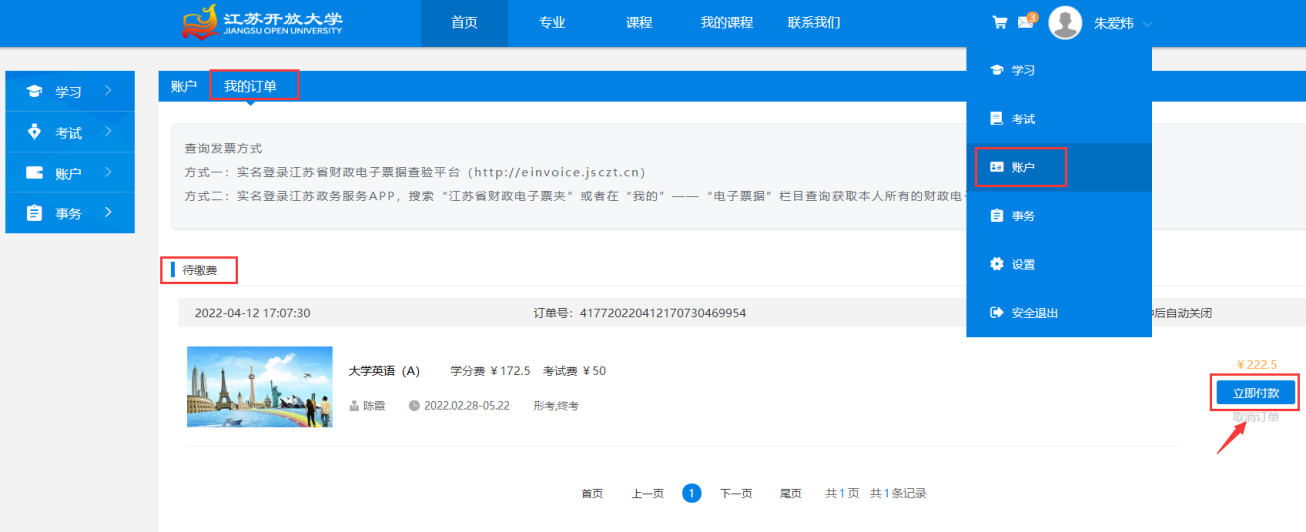 江苏开放大学
JIANGSU OPEN UNIVERSITY
首页 专业 课程 我的课程 联系我们
3 朱爱炜
学习
考试
账户
事务
账户 我的订单
学习
考试
账户
事务
设置
安全退出
查询发票方式
方式一：实名登录江苏省财政电子票据查验平台（http://einvoice.jsczt.cn）
方式二：实名登录江苏政务服务APP，搜索“江苏省财政电子票夹”或者在“我的”——“电子票据”栏目查询获取本人所有的财政电
待缴费
2022-04-12 17:07:30 订单号：417720220412170730469954 后自动关闭
大学英语（A） 学分费 ￥172.5 考试费 ￥50
￥222.5
陈霞 2022.02.28-05.22 形考,终考
立即付款
取消订单
首页 上一页 1 下一页 尾页 共1页 共1条记录